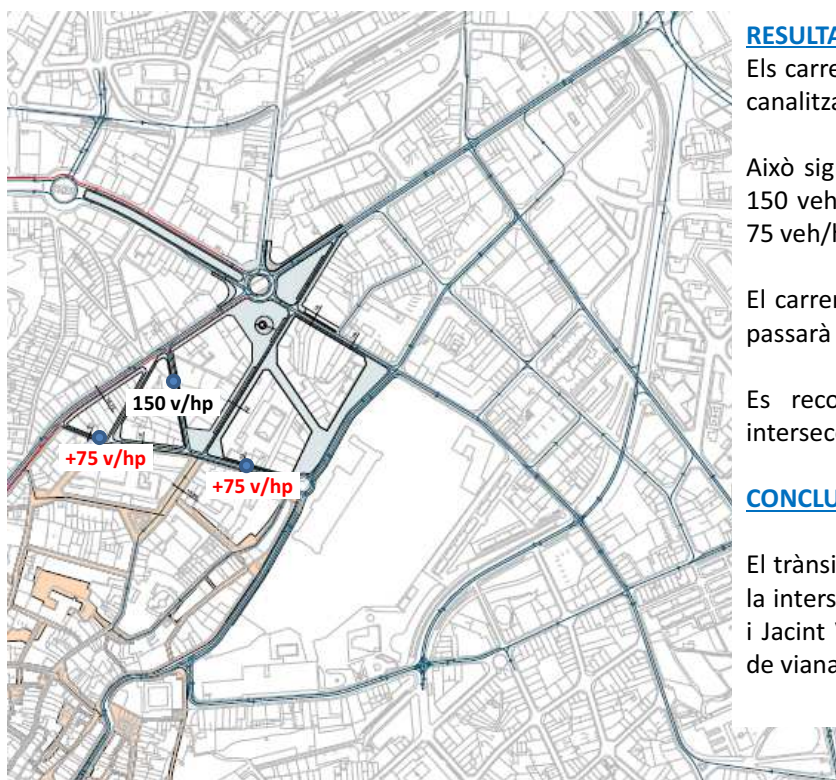 150 v/hp
+75 v/hp
+75 v/hp
RESULTA
Els carre
canalitza
Això sig
150 veh
75 veh/h
El carrer
passarà
Es reco
intersec
CONCLU
El trànsi
la inters
i Jacint
de viana